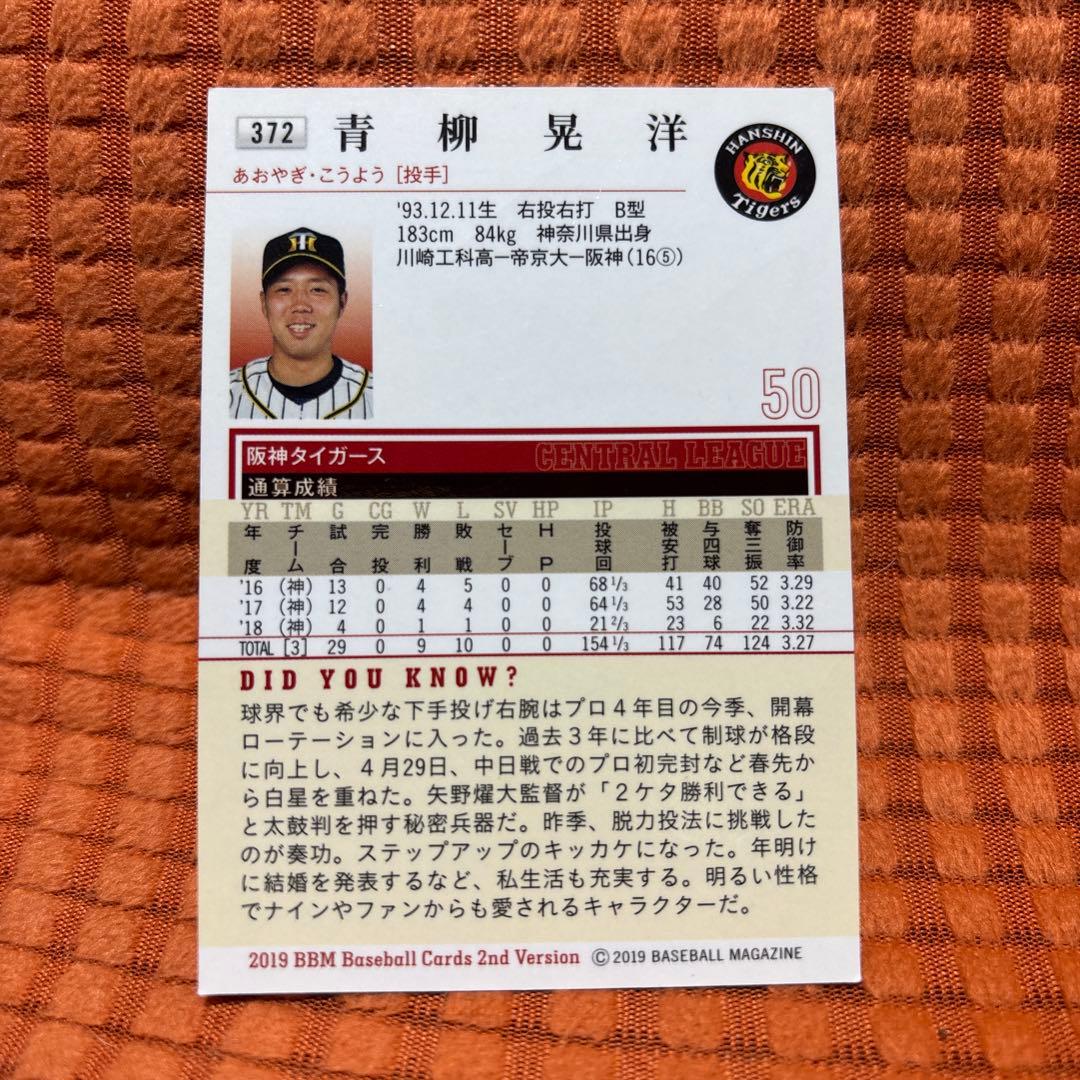 372 青柳晃洋
HANSHIN Tigers
あおやぎ・こうよう [投手]
'93.12.11生 右投右打 B型
183cm 84kg 神奈川県出身
川崎工科高ー帝京大ー阪神(16⑤)
50
阪神タイガース CENTRAL LEAGUE
通算成績
YR TM G CG W L SV HP IP H BB SO ERA
年度 チーム 試合 完投 勝利 敗戦 セーブ HP 投球回 被安打 与四球 奪三振 防御率
'16 (神) 13 0 4 5 0 0 68 1/3 41 40 52 3.29
'17 (神) 12 0 4 4 0 0 64 1/3 53 28 50 3.22
'18 (神) 4 0 1 1 0 0 21 2/3 23 6 22 3.32
TOTAL [3] 29 0 9 10 0 0 154 1/3 117 74 124 3.27
DID YOU KNOW?
球界でも希少な下手投げ右腕はプロ4年目の今季、開幕
ローテーションに入った。過去3年に比べて制球が格段
に向上し、4月29日、中日戦でのプロ初完封など春先か
ら白星を重ねた。矢野燿大監督が「2ケタ勝利できる」
と太鼓判を押す秘密兵器だ。昨季、脱力投法に挑戦した
のが奏功。ステップアップのキッカケになった。年明け
に結婚を発表するなど、私生活も充実する。明るい性格
でナインやファンからも愛されるキャラクターだ。
2019 BBM Baseball Cards 2nd Version ©2019 BASEBALL MAGAZINE